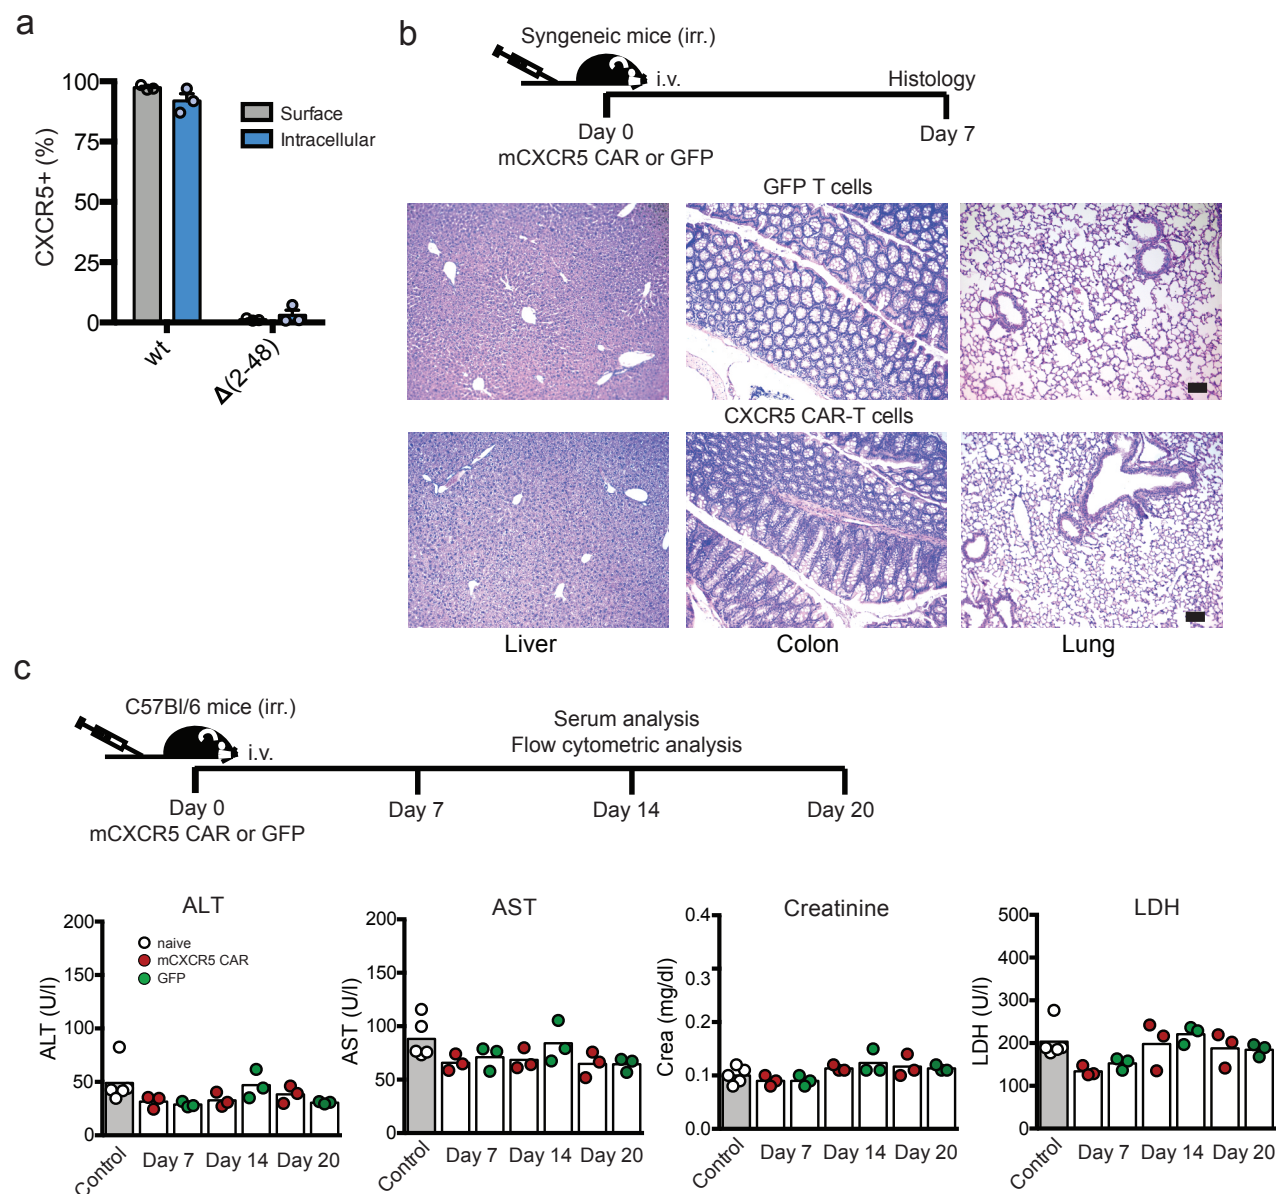 a
CXCR5+ (%)
100
75
50
25
0
wt
Δ(2-48)
Surface
Intracellular
b
Syngeneic mice (irr.)
i.v.
Histology
Day 0
Day 7
mCXCR5 CAR or GFP
GFP T cells
CXCR5 CAR-T cells
Liver
Colon
Lung
c
C57Bl/6 mice (irr.)
i.v.
Serum analysis
Flow cytometric analysis
Day 0
Day 7
Day 14
Day 20
mCXCR5 CAR or GFP
ALT
ALT (U/l)
200
150
100
50
0
naive
mCXCR5 CAR
GFP
Control
Day 7
Day 14
Day 20
AST
AST (U/l)
200
150
100
50
0
Control
Day 7
Day 14
Day 20
Creatinine
Crea (mg/dl)
0.4
0.3
0.2
0.1
0.0
Control
Day 7
Day 14
Day 20
LDH
LDH (U/l)
500
400
300
200
100
0
Control
Day 7
Day 14
Day 20